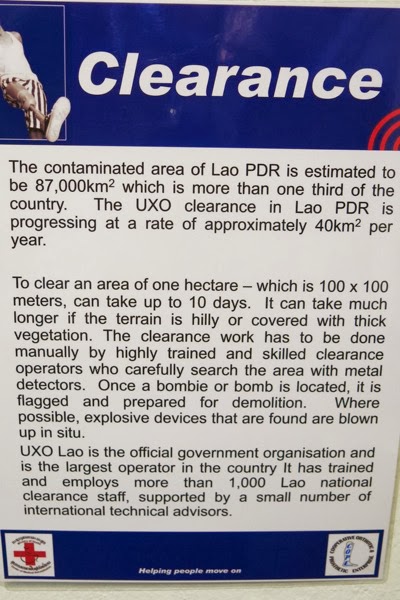 Clearance
The contaminated area of Lao PDR is estimated to
be 87,000km² which is more than one third of the
country. The UXO clearance in Lao PDR is
progressing at a rate of approximately 40km² per
year.
To clear an area of one hectare – which is 100 x 100
meters, can take up to 10 days. It can take much
longer if the terrain is hilly or covered with thick
vegetation. The clearance work has to be done
manually by highly trained and skilled clearance
operators who carefully search the area with metal
detectors. Once a bombie or bomb is located, it is
flagged and prepared for demolition. Where
possible, explosive devices that are found are blown
up in situ.
UXO Lao is the official government organisation and
is the largest operator in the country It has trained
and employs more than 1,000 Lao national
clearance staff, supported by a small number of
international technical advisors.
Helping people move on
COPE